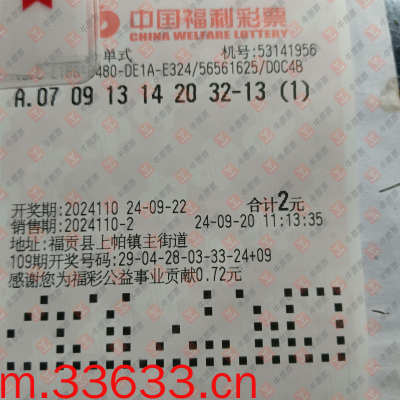 中国福利彩票
CHINA WELFARE LOTTERY
单式 机号:53141956
480-DE1A-E324/56561625/D0C4B
A.07 09 13 14 20 32-13 (1)
开奖期:2024110 24-09-22 合计2元
销售期:2024110-2 24-09-20 11:13:35
地址:福贡县上帕镇主街道
109期开奖号码:29-04-28-03-33-24+09
感谢您为福彩公益事业贡献0.72元
m.33633.cn